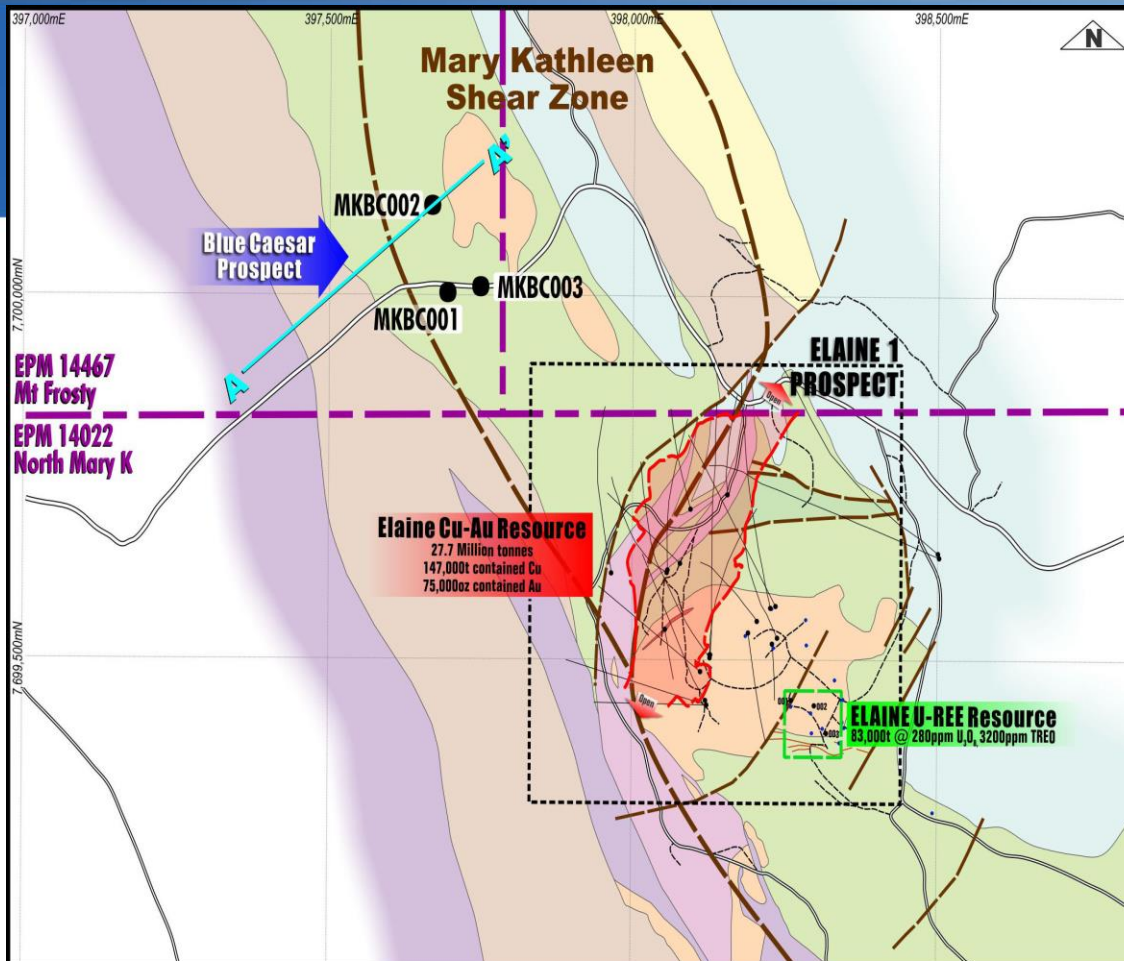 397,000mE
397,500mE
398,000mE
398,500mE
N
Mary Kathleen
Shear Zone
A'
MKBC002
Blue Caesar
Prospect
7,700,000mN
MKBC003
MKBC001
EPM 14467
Mt Frosty
A
EPM 14022
North Mary K
ELAINE 1
PROSPECT
Open
Elaine Cu-Au Resource
27.7 Million tonnes
147,000t contained Cu
75,000oz contained Au
7,699,500mN
Open
002
003
ELAINE U-REE Resource
83,000t @ 280ppm U₃O₈, 3200ppm TREO